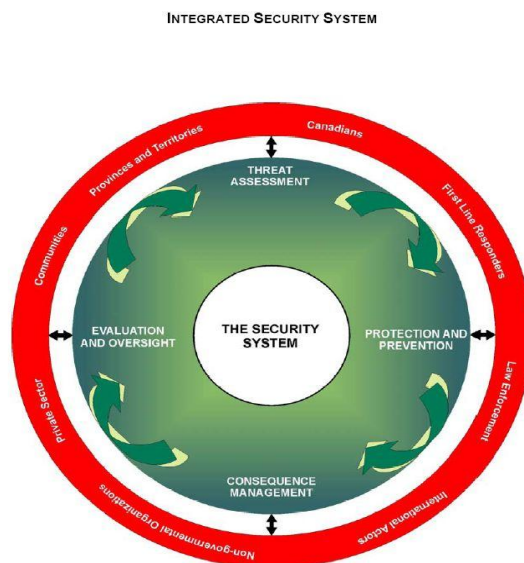 INTEGRATED SECURITY SYSTEM
Canadians
Provinces and Territories
First Line Responders
Communities
THREAT
ASSESSMENT
EVALUATION
AND OVERSIGHT
THE SECURITY
SYSTEM
PROTECTION AND
PREVENTION
CONSEQUENCE
MANAGEMENT
Private Sector
Law Enforcement
Non-governmental Organizations
International Actors